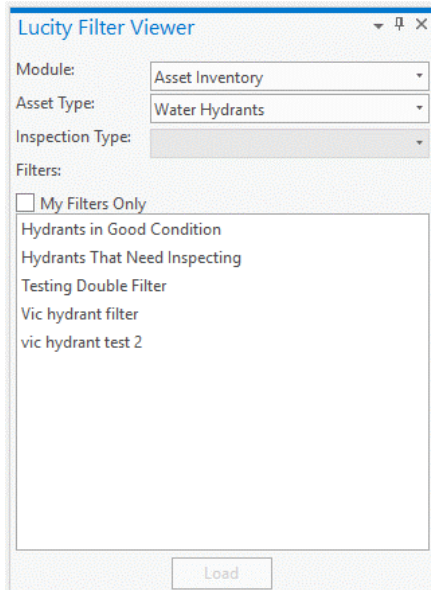 Lucity Filter Viewer
Module: Asset Inventory
Asset Type: Water Hydrants
Inspection Type:
Filters:
My Filters Only
Hydrants in Good Condition
Hydrants That Need Inspecting
Testing Double Filter
Vic hydrant filter
vic hydrant test 2
Load